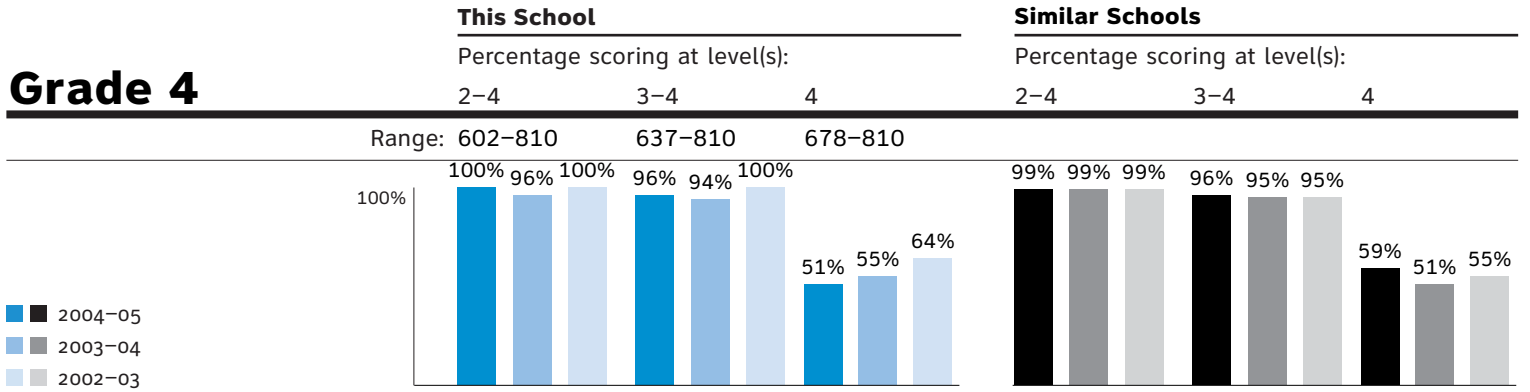 This School Similar Schools
Percentage scoring at level(s): Percentage scoring at level(s):
Grade 4 2–4 3–4 4 2–4 3–4 4
Range: 602–810 637–810 678–810
100% 96% 100% 96% 94% 100% 51% 55% 64% 99% 99% 99% 96% 95% 95% 59% 51% 55%
100%
2004–05
2003–04
2002–03